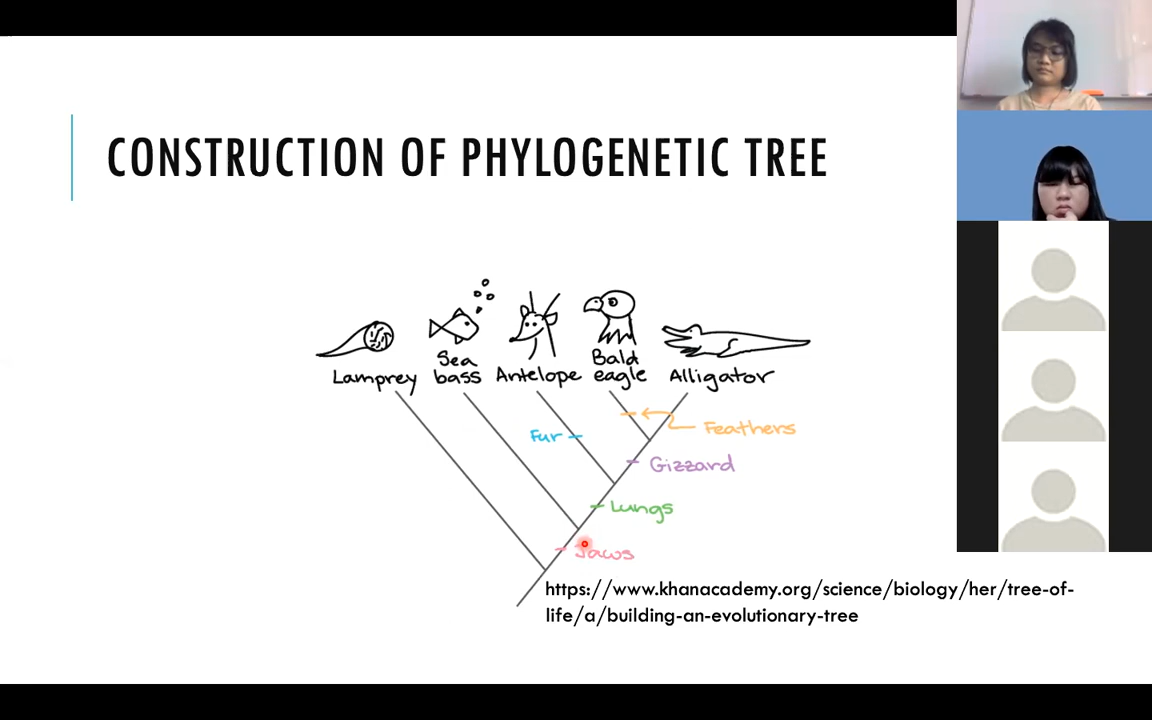 CONSTRUCTION OF PHYLOGENETIC TREE
Lamprey
Sea
bass
Antelope
Bald
eagle
Alligator
Feathers
Fur
Gizzard
Lungs
Jaws
https://www.khanacademy.org/science/biology/her/tree-of-
life/a/building-an-evolutionary-tree